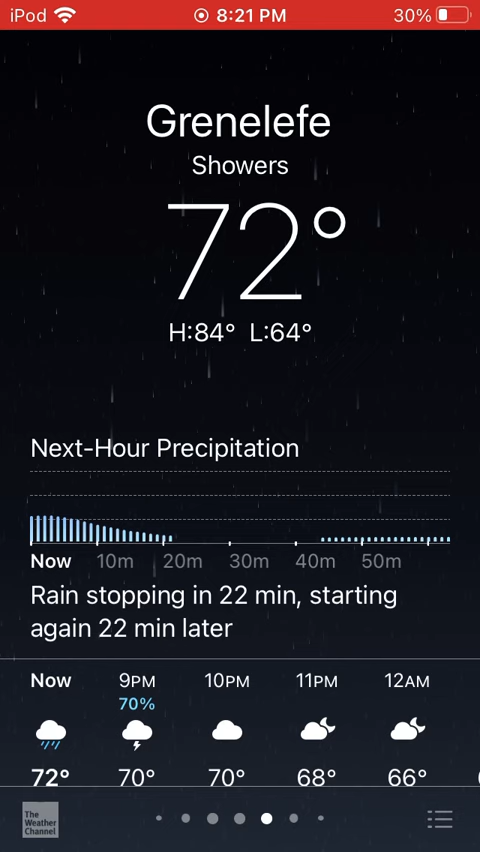 iPod 8:21 PM 30%
Grenelefe
Showers
72°
H:84° L:64°
Next-Hour Precipitation
Now 10m 20m 30m 40m 50m
Rain stopping in 22 min, starting
again 22 min later
Now 9PM 10PM 11PM 12AM
70%
72° 70° 70° 68° 66°
The
Weather
Channel